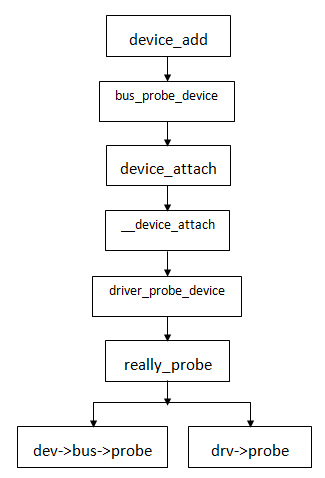 device_add
bus_probe_device
device_attach
__device_attach
driver_probe_device
really_probe
dev->bus->probe
drv->probe